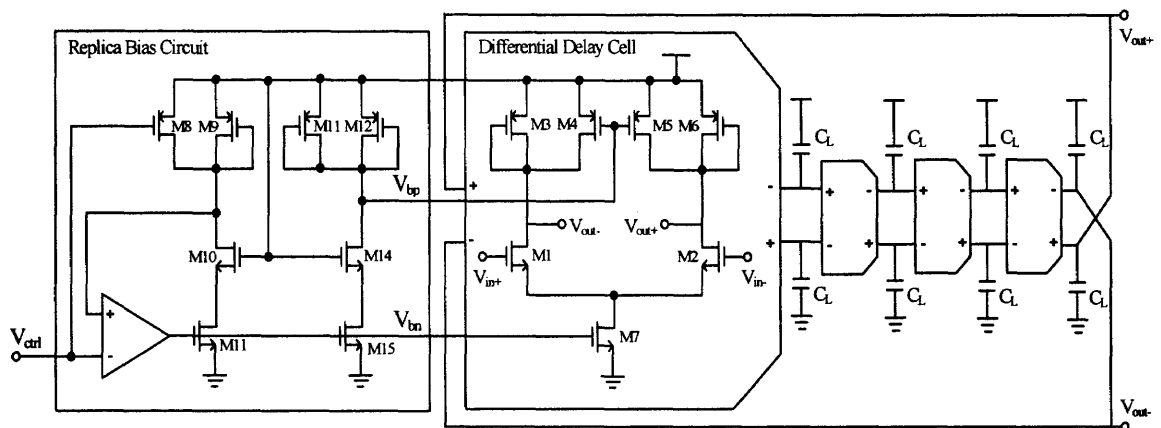 Replica Bias Circuit
Differential Delay Cell
Vout+
M8
M9
M11
M12
M3
M4
M5
M6
CL
CL
CL
CL
Vbp
+
-
-
+
+
-
+
-
+
-
-
+
-
+
-
+
Vout-
Vout+
M10
M14
M1
M2
Vin+
Vin-
CL
CL
CL
CL
Vctrl
+
-
Vbn
M11
M15
M7
Vout-